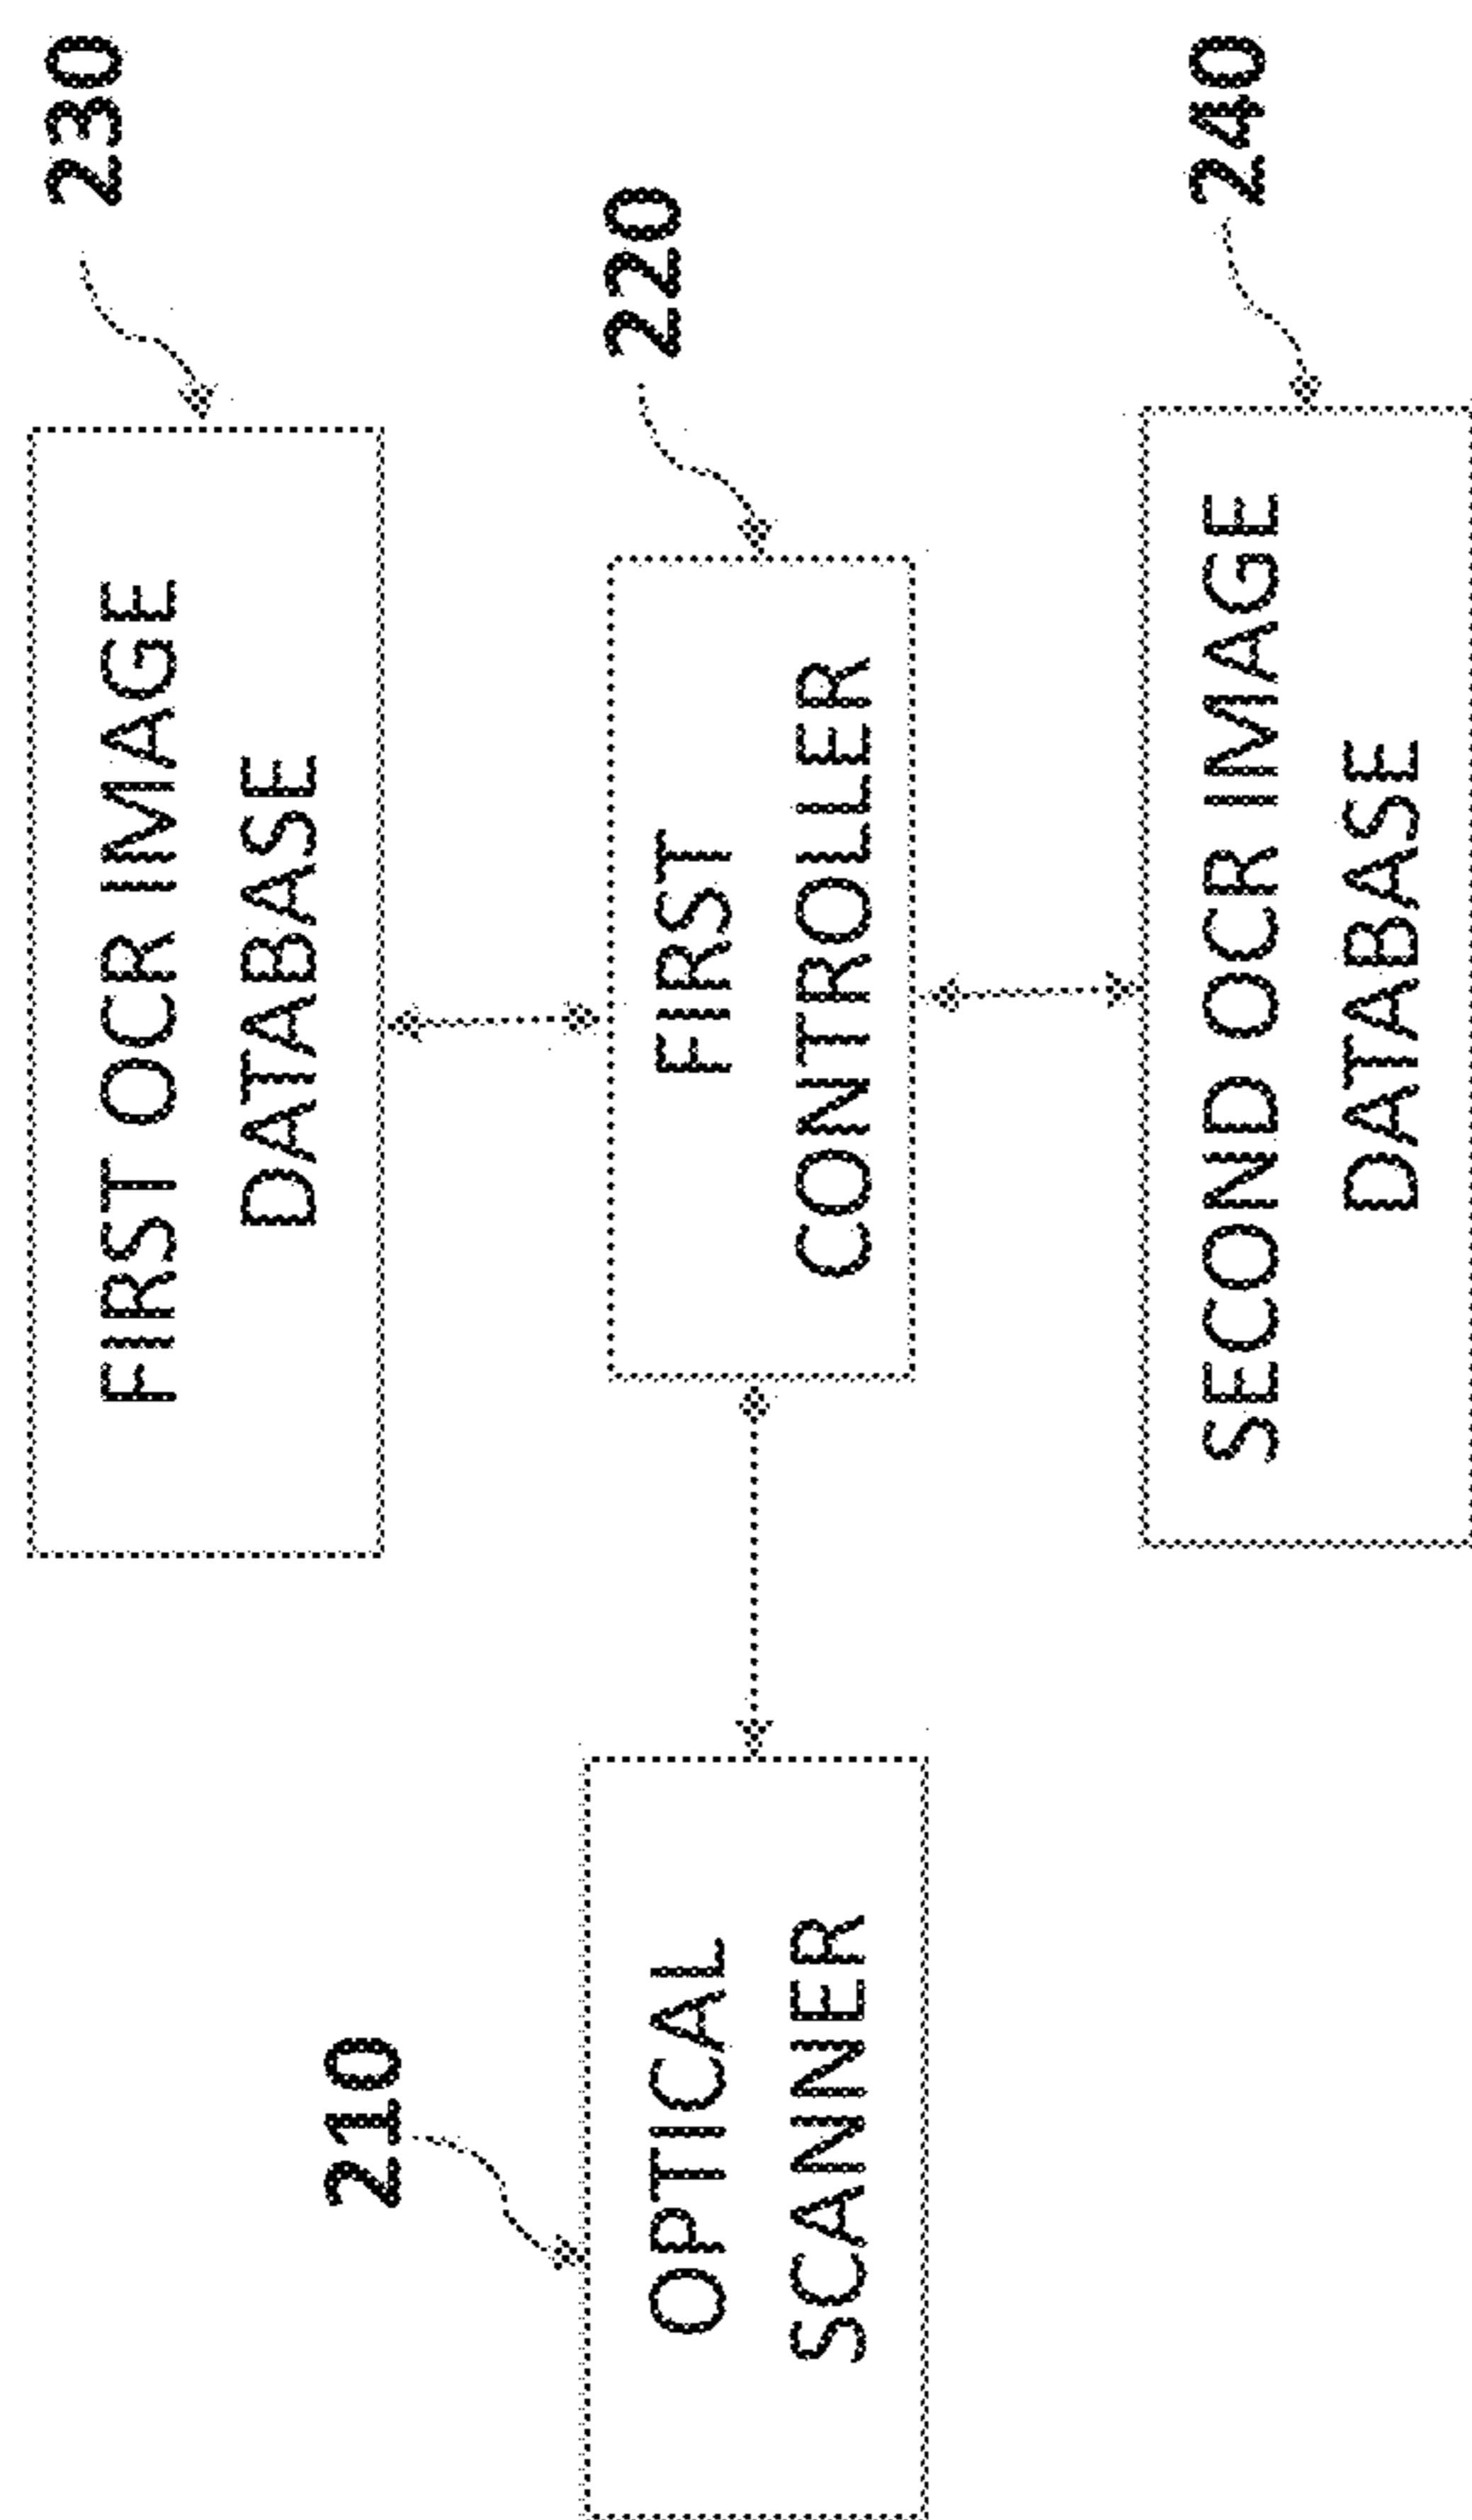 230
FIRST OCR IMAGE
DATABASE
210
220
OPTICAL
SCANNER
FIRST
CONTROLLER
240
SECOND OCR IMAGE
DATABASE